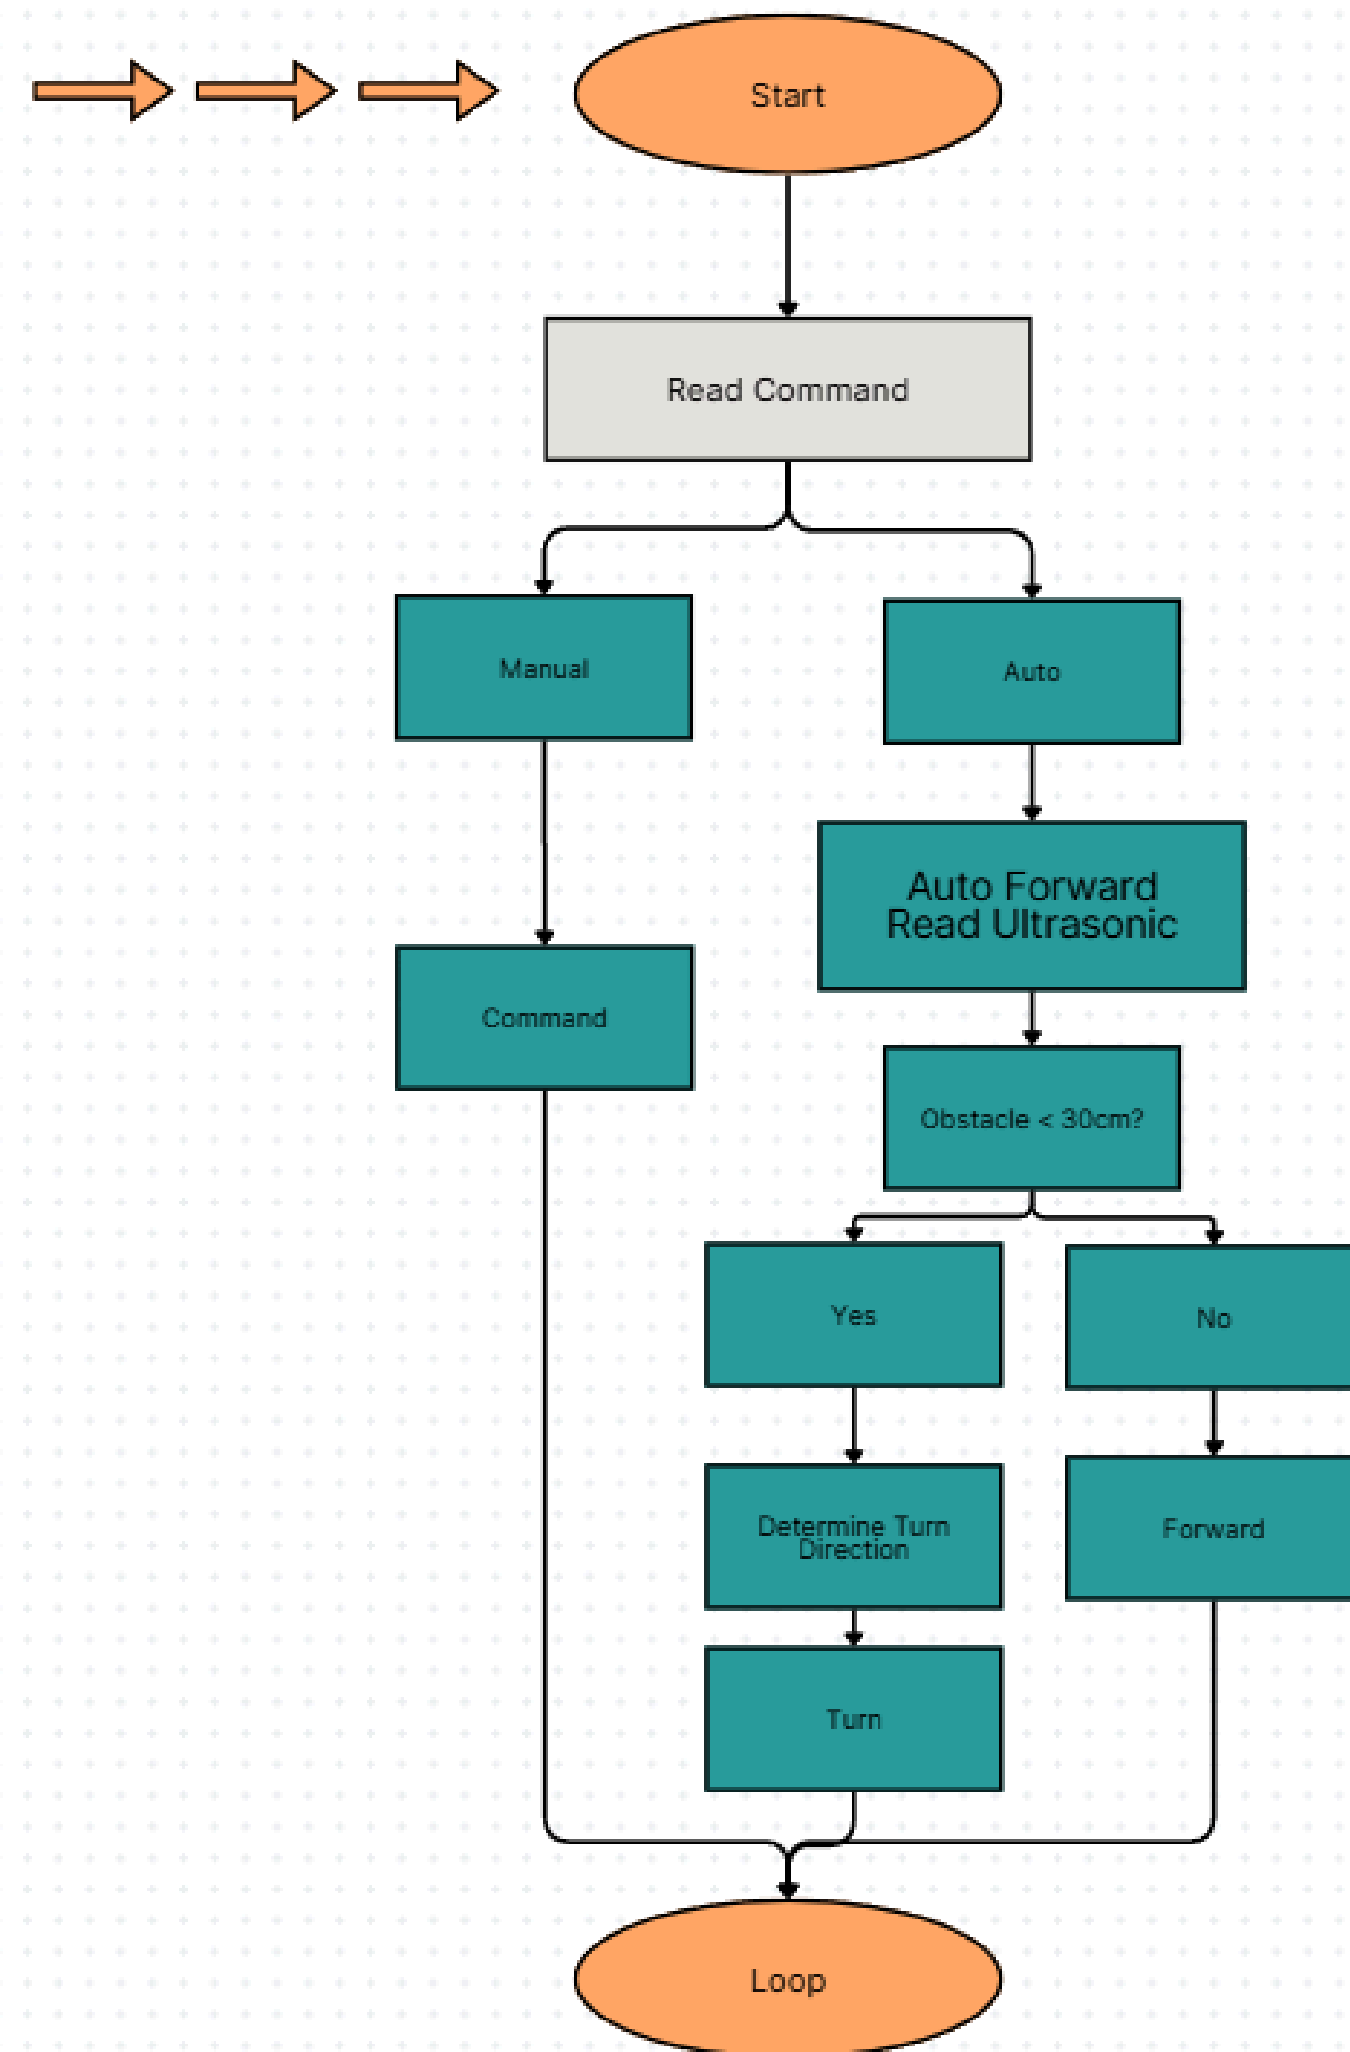 Start
Read Command
Manual
Auto
Auto Forward
Read Ultrasonic
Command
Obstacle < 30cm?
Yes
No
Determine Turn
Direction
Forward
Turn
Loop